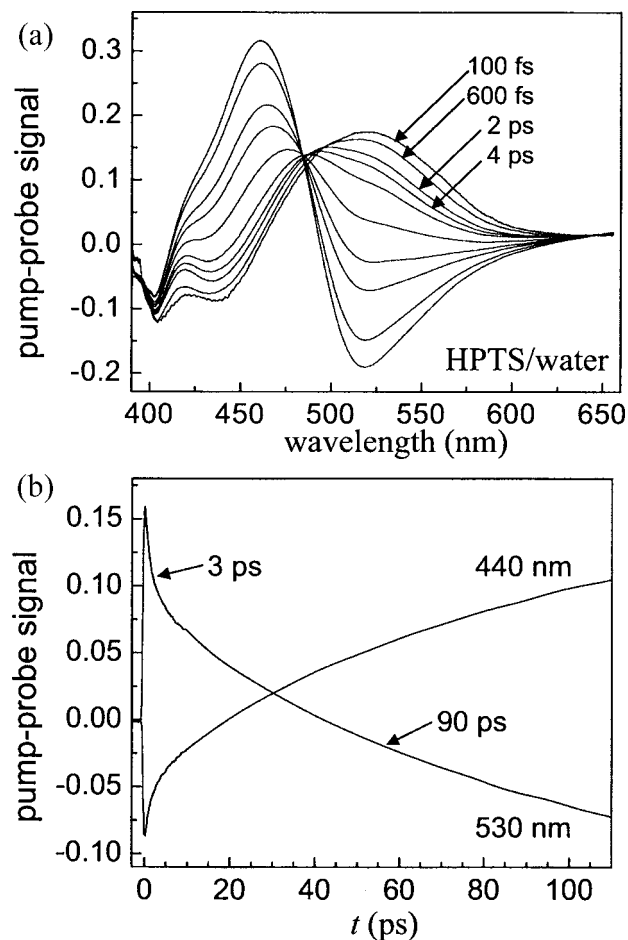 (a)
0.3
0.2
0.1
0.0
-0.1
-0.2
pump-probe signal
100 fs
600 fs
2 ps
4 ps
HPTS/water
400 450 500 550 600 650
wavelength (nm)
(b)
0.15
0.10
0.05
0.00
-0.05
-0.10
pump-probe signal
3 ps
440 nm
90 ps
530 nm
0 20 40 60 80 100
t (ps)